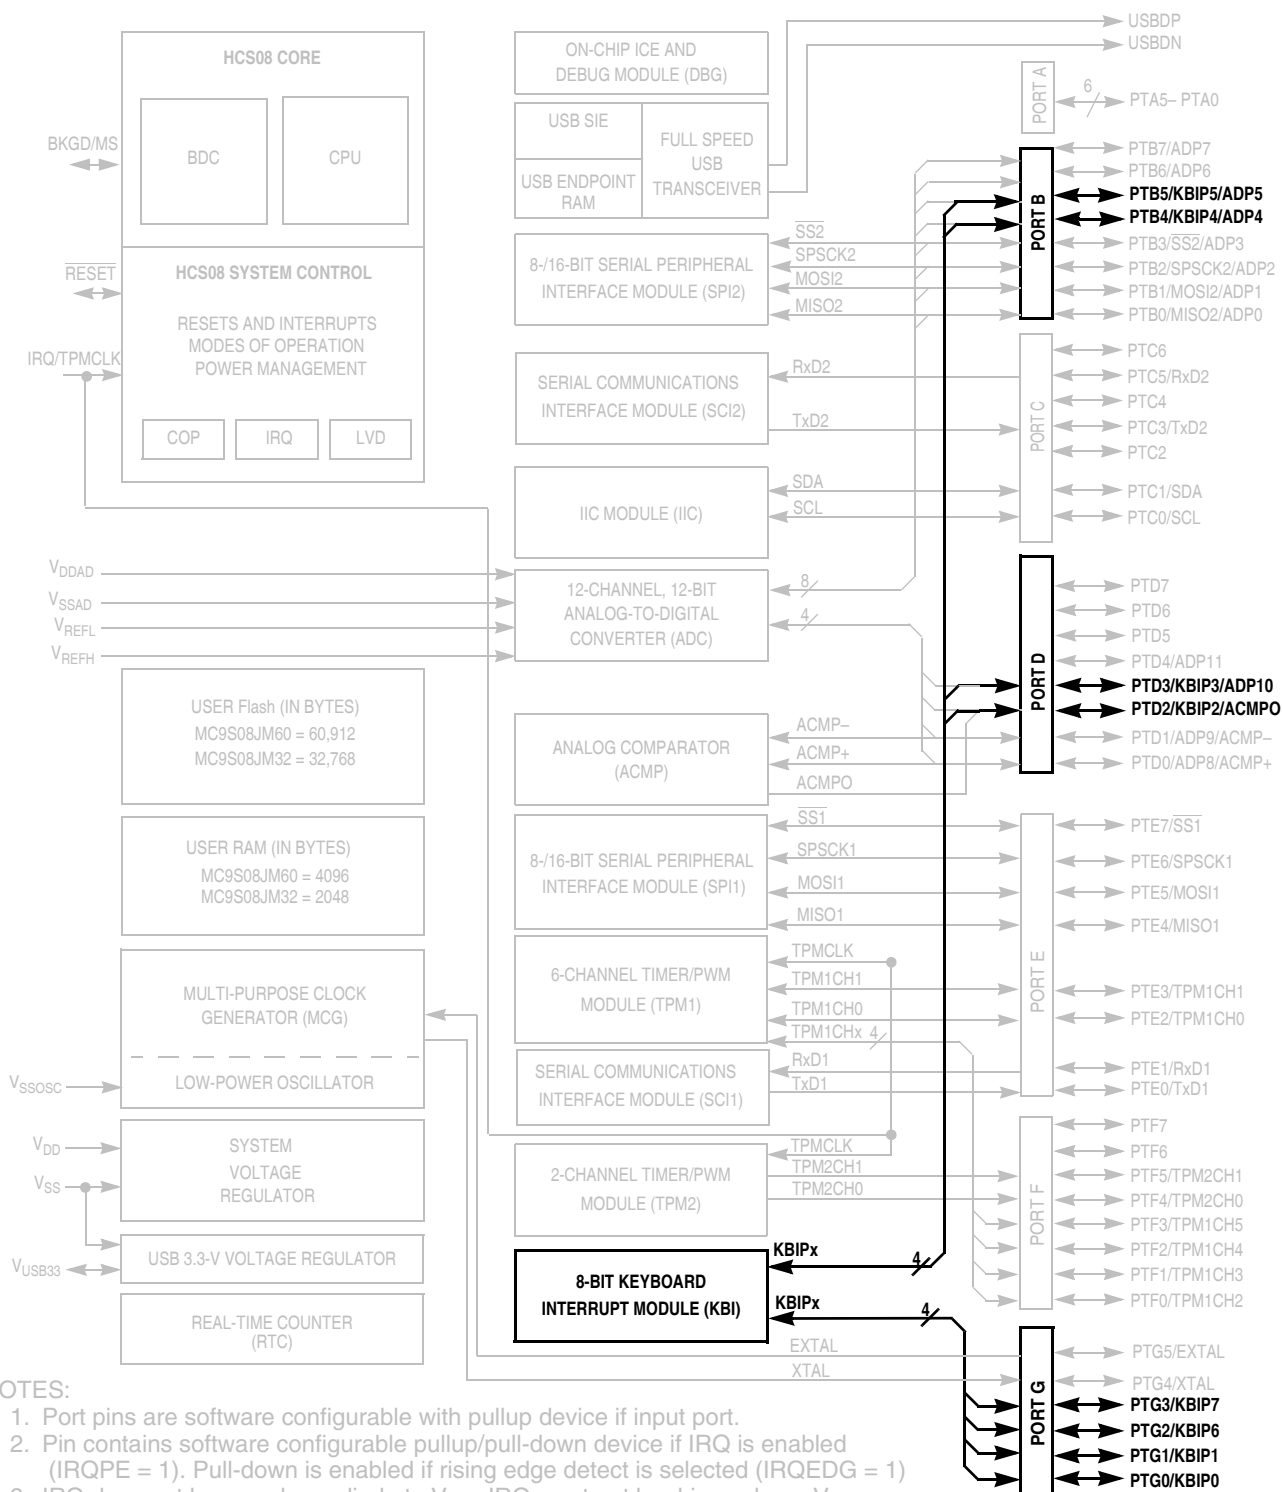 HCS08 CORE
BDC
CPU
BKGD/MS
HCS08 SYSTEM CONTROL
RESET
RESETS AND INTERRUPTS
MODES OF OPERATION
POWER MANAGEMENT
IRQ/TPMCLK
COP
IRQ
LVD
VDDAD
VSSAD
VREFL
VREFH
USER Flash (IN BYTES)
MC9S08JM60 = 60,912
MC9S08JM32 = 32,768
USER RAM (IN BYTES)
MC9S08JM60 = 4096
MC9S08JM32 = 2048
MULTI-PURPOSE CLOCK
GENERATOR (MCG)
LOW-POWER OSCILLATOR
VSSOSC
VDD
VSS
SYSTEM
VOLTAGE
REGULATOR
VUSB33
USB 3.3-V VOLTAGE REGULATOR
REAL-TIME COUNTER
(RTC)
ON-CHIP ICE AND
DEBUG MODULE (DBG)
USB SIE
USB ENDPOINT
RAM
FULL SPEED
USB
TRANSCEIVER
8-/16-BIT SERIAL PERIPHERAL
INTERFACE MODULE (SPI2)
SS2
SPSCK2
MOSI2
MISO2
SERIAL COMMUNICATIONS
INTERFACE MODULE (SCI2)
RxD2
TxD2
IIC MODULE (IIC)
SDA
SCL
12-CHANNEL, 12-BIT
ANALOG-TO-DIGITAL
CONVERTER (ADC)
8
4
ANALOG COMPARATOR
(ACMP)
ACMP–
ACMP+
ACMPO
8-/16-BIT SERIAL PERIPHERAL
INTERFACE MODULE (SPI1)
SS1
SPSCK1
MOSI1
MISO1
6-CHANNEL TIMER/PWM
MODULE (TPM1)
TPMCLK
TPM1CH1
TPM1CH0
TPM1CHx 4
SERIAL COMMUNICATIONS
INTERFACE MODULE (SCI1)
RxD1
TxD1
2-CHANNEL TIMER/PWM
MODULE (TPM2)
TPMCLK
TPM2CH1
TPM2CH0
8-BIT KEYBOARD
INTERRUPT MODULE (KBI)
KBIPx
4
KBIPx
4
EXTAL
XTAL
USBDP
USBDN
PORT A
6
PTA5– PTA0
PORT B
PTB7/ADP7
PTB6/ADP6
PTB5/KBIP5/ADP5
PTB4/KBIP4/ADP4
PTB3/SS2/ADP3
PTB2/SPSCK2/ADP2
PTB1/MOSI2/ADP1
PTB0/MISO2/ADP0
PORT C
PTC6
PTC5/RxD2
PTC4
PTC3/TxD2
PTC2
PTC1/SDA
PTC0/SCL
PORT D
PTD7
PTD6
PTD5
PTD4/ADP11
PTD3/KBIP3/ADP10
PTD2/KBIP2/ACMPO
PTD1/ADP9/ACMP–
PTD0/ADP8/ACMP+
PORT E
PTE7/SS1
PTE6/SPSCK1
PTE5/MOSI1
PTE4/MISO1
PTE3/TPM1CH1
PTE2/TPM1CH0
PTE1/RxD1
PTE0/TxD1
PORT F
PTF7
PTF6
PTF5/TPM2CH1
PTF4/TPM2CH0
PTF3/TPM1CH5
PTF2/TPM1CH4
PTF1/TPM1CH3
PTF0/TPM1CH2
PORT G
PTG5/EXTAL
PTG4/XTAL
PTG3/KBIP7
PTG2/KBIP6
PTG1/KBIP1
PTG0/KBIP0
OTES:
1. Port pins are software configurable with pullup device if input port.
2. Pin contains software configurable pullup/pull-down device if IRQ is enabled
(IRQPE = 1). Pull-down is enabled if rising edge detect is selected (IRQEDG = 1)